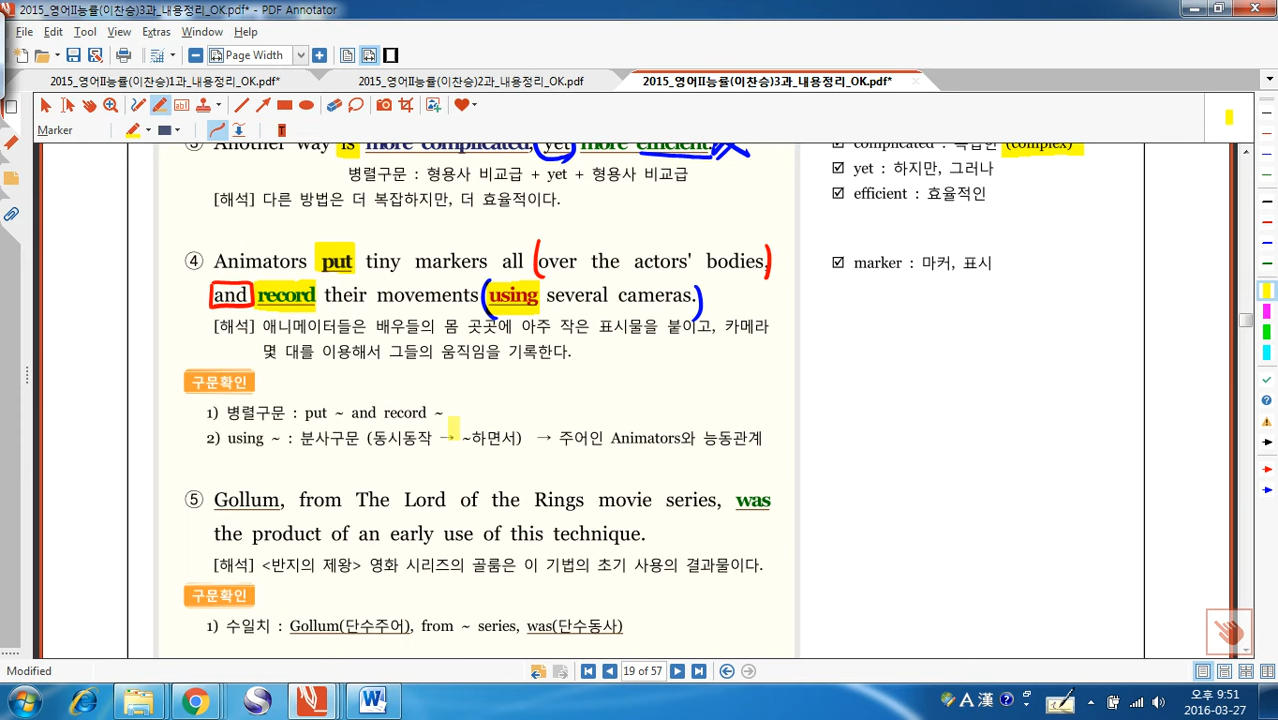 2015_영어II능률(이찬승)3과_내용정리_OK.pdf* - PDF Annotator
File Edit Tool View Extras Window Help
Page Width
2015_영어II능률(이찬승)1과_내용정리_OK.pdf* 2015_영어II능률(이찬승)2과_내용정리_OK.pdf 2015_영어II능률(이찬승)3과_내용정리_OK.pdf*
Marker
③ Another way is more complicated, yet more efficient.
병렬구문 : 형용사 비교급 + yet + 형용사 비교급
[해석] 다른 방법은 더 복잡하지만, 더 효율적이다.
complicated : 복잡한 (complex)
yet : 하지만, 그러나
efficient : 효율적인
④ Animators put tiny markers all over the actors' bodies,
and record their movements using several cameras.
marker : 마커, 표시
[해석] 애니메이터들은 배우들의 몸 곳곳에 아주 작은 표시물을 붙이고, 카메라
몇 대를 이용해서 그들의 움직임을 기록한다.
구문확인
1) 병렬구문 : put ~ and record ~
2) using ~ : 분사구문 (동시동작 → ~하면서) → 주어인 Animators와 능동관계
⑤ Gollum, from The Lord of the Rings movie series, was
the product of an early use of this technique.
[해석] <반지의 제왕> 영화 시리즈의 골룸은 이 기법의 초기 사용의 결과물이다.
구문확인
1) 수일치 : Gollum(단수주어), from ~ series, was(단수동사)
Modified
19 of 57
A 漢
오후 9:51
2016-03-27